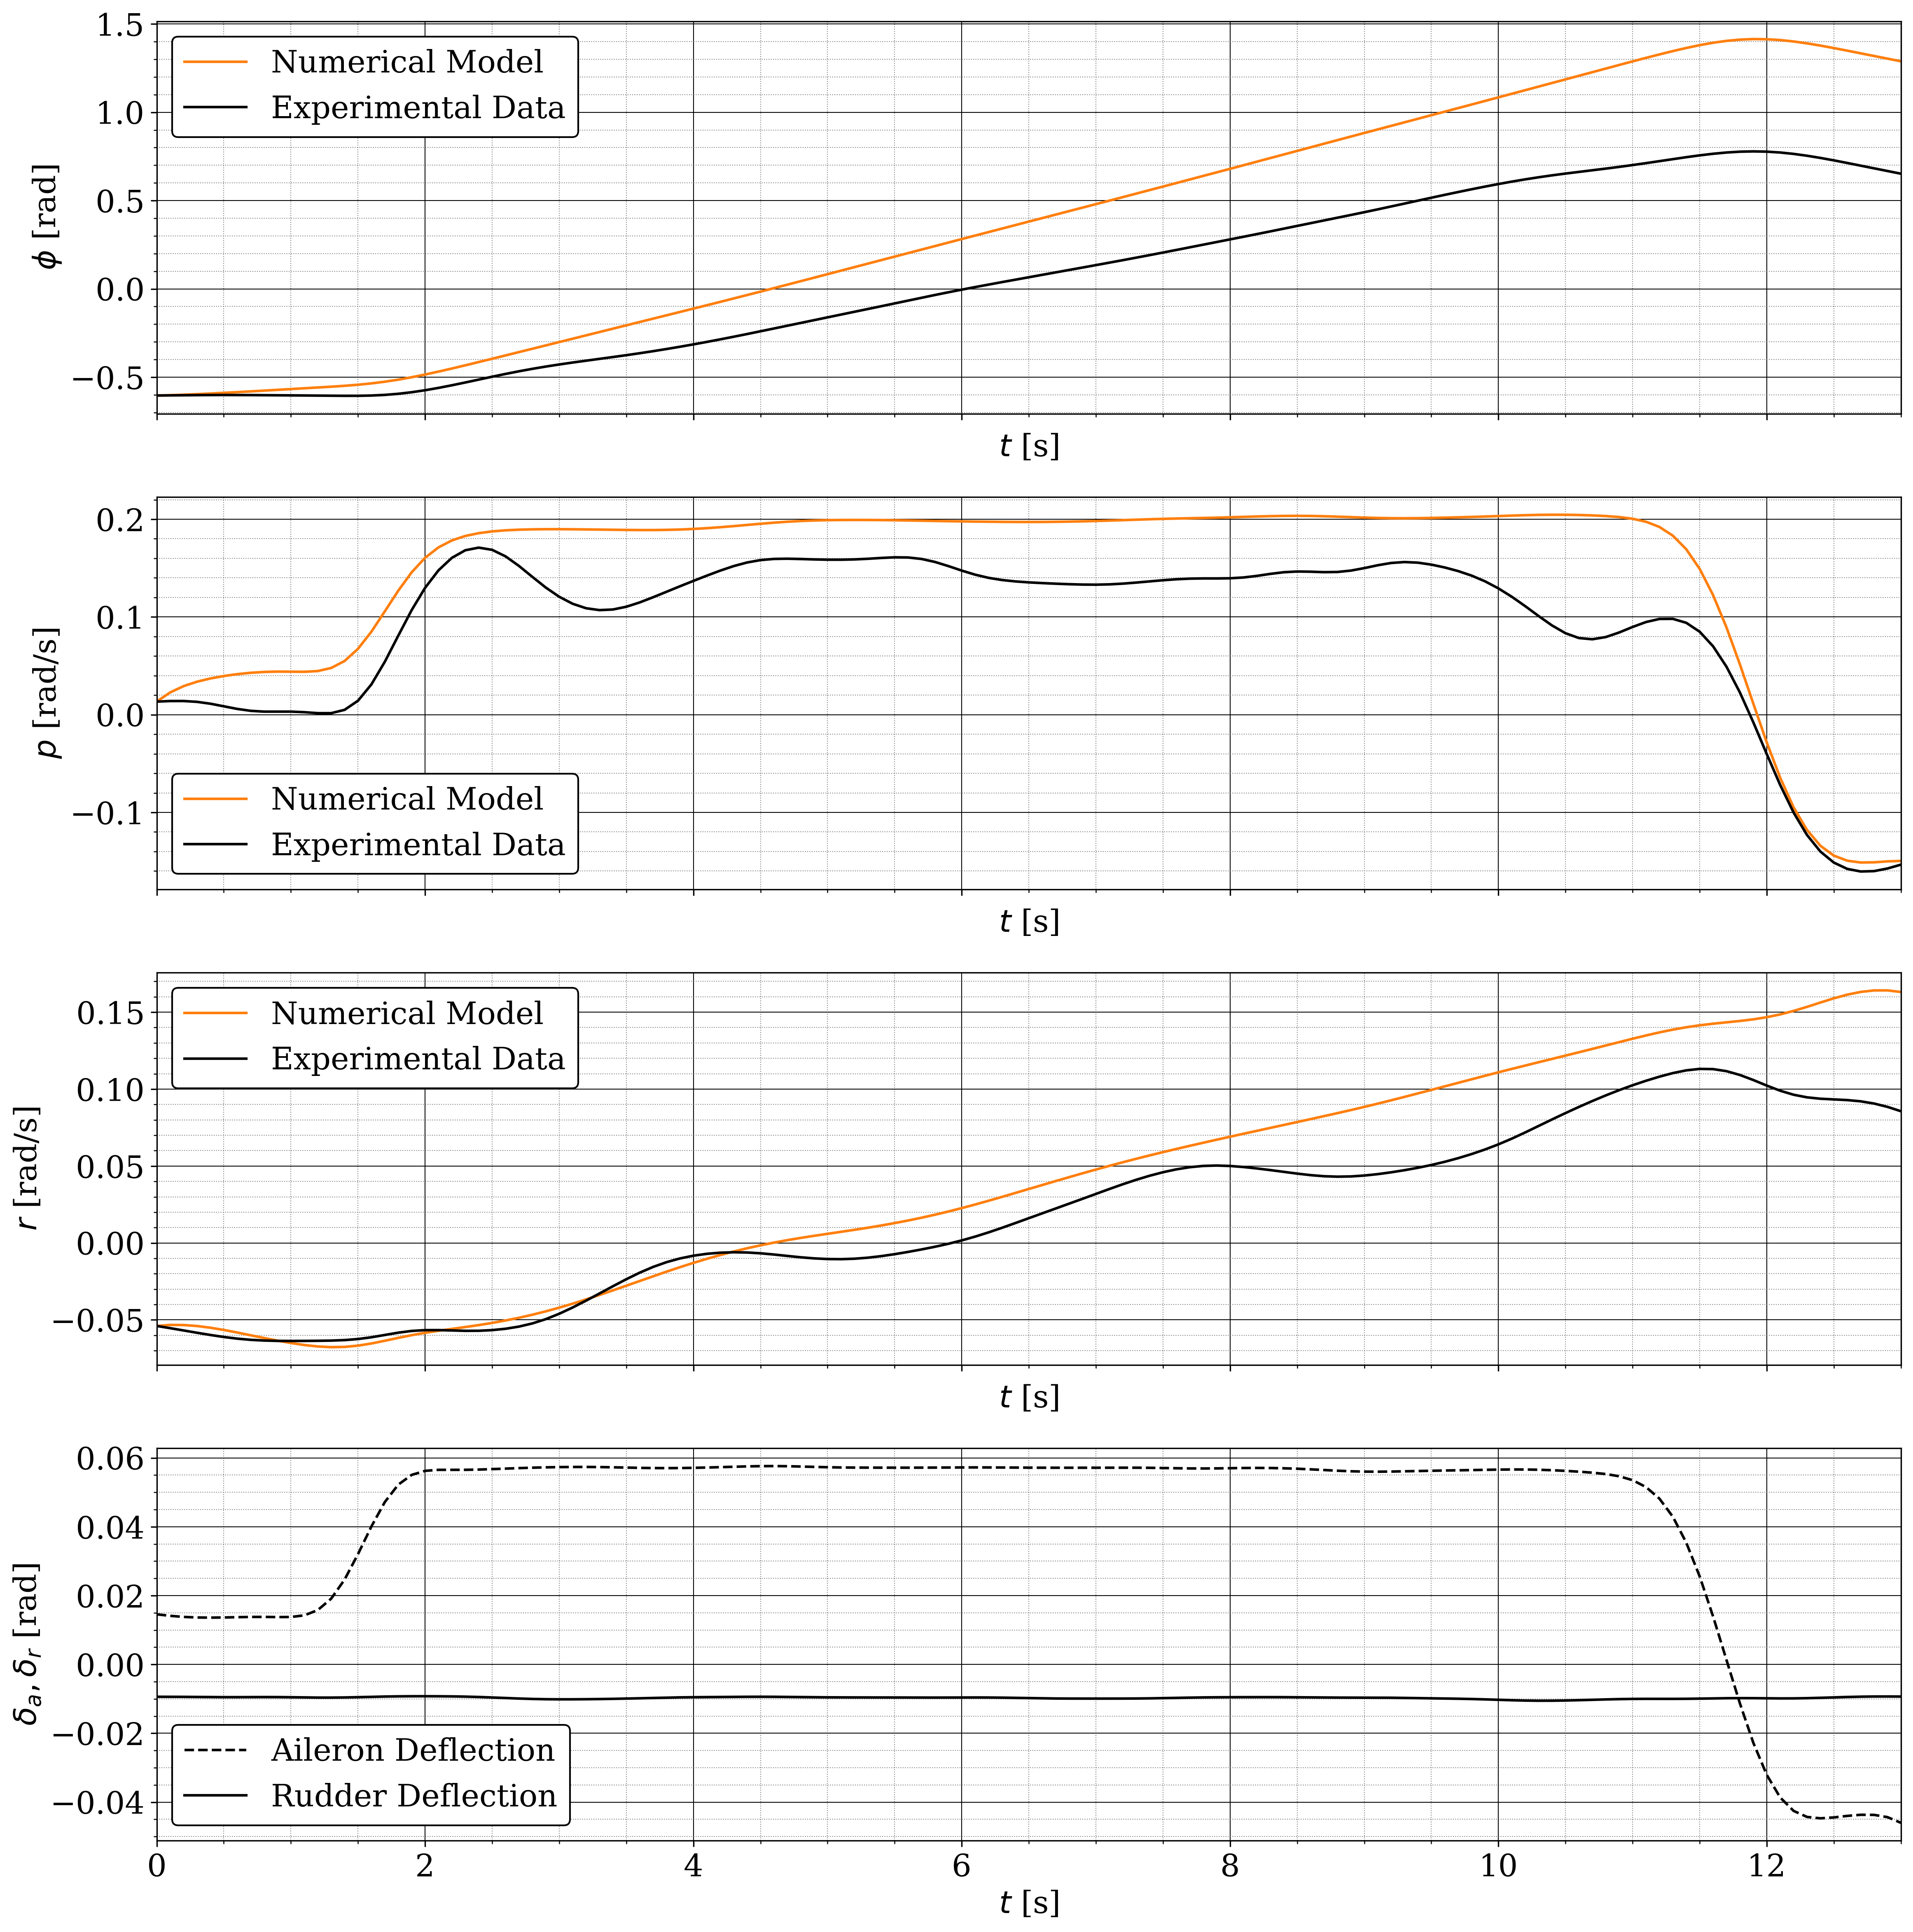 1.5
1.0
0.5
0.0
−0.5
ϕ [rad]
Numerical Model
Experimental Data
t [s]
0.2
0.1
0.0
−0.1
p [rad/s]
Numerical Model
Experimental Data
t [s]
0.15
0.10
0.05
0.00
−0.05
r [rad/s]
Numerical Model
Experimental Data
t [s]
0.06
0.04
0.02
0.00
−0.02
−0.04
δₐ, δᵣ [rad]
Aileron Deflection
Rudder Deflection
0 2 4 6 8 10 12
t [s]